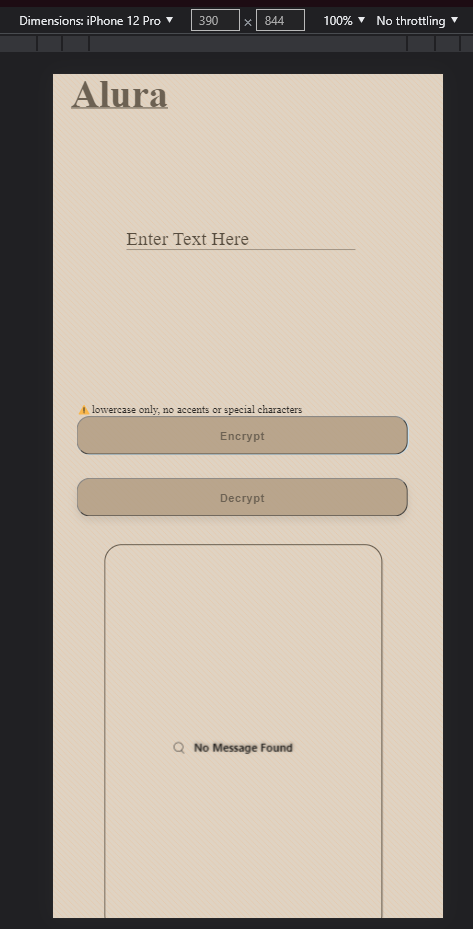 Dimensions: iPhone 12 Pro ▼ 390 × 844 100% ▼ No throttling ▼
Alura
Enter Text Here
⚠️ lowercase only, no accents or special characters
Encrypt
Decrypt
No Message Found